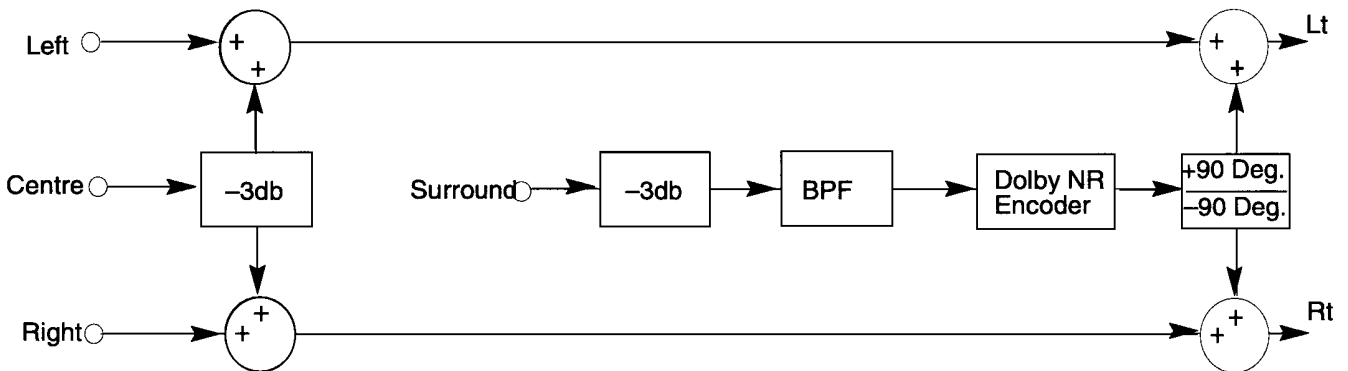 Left
+
+
+
+
Lt
Centre
–3db
Surround
–3db
BPF
Dolby NR
Encoder
+90 Deg.
–90 Deg.
Right
+
+
+
+
Rt